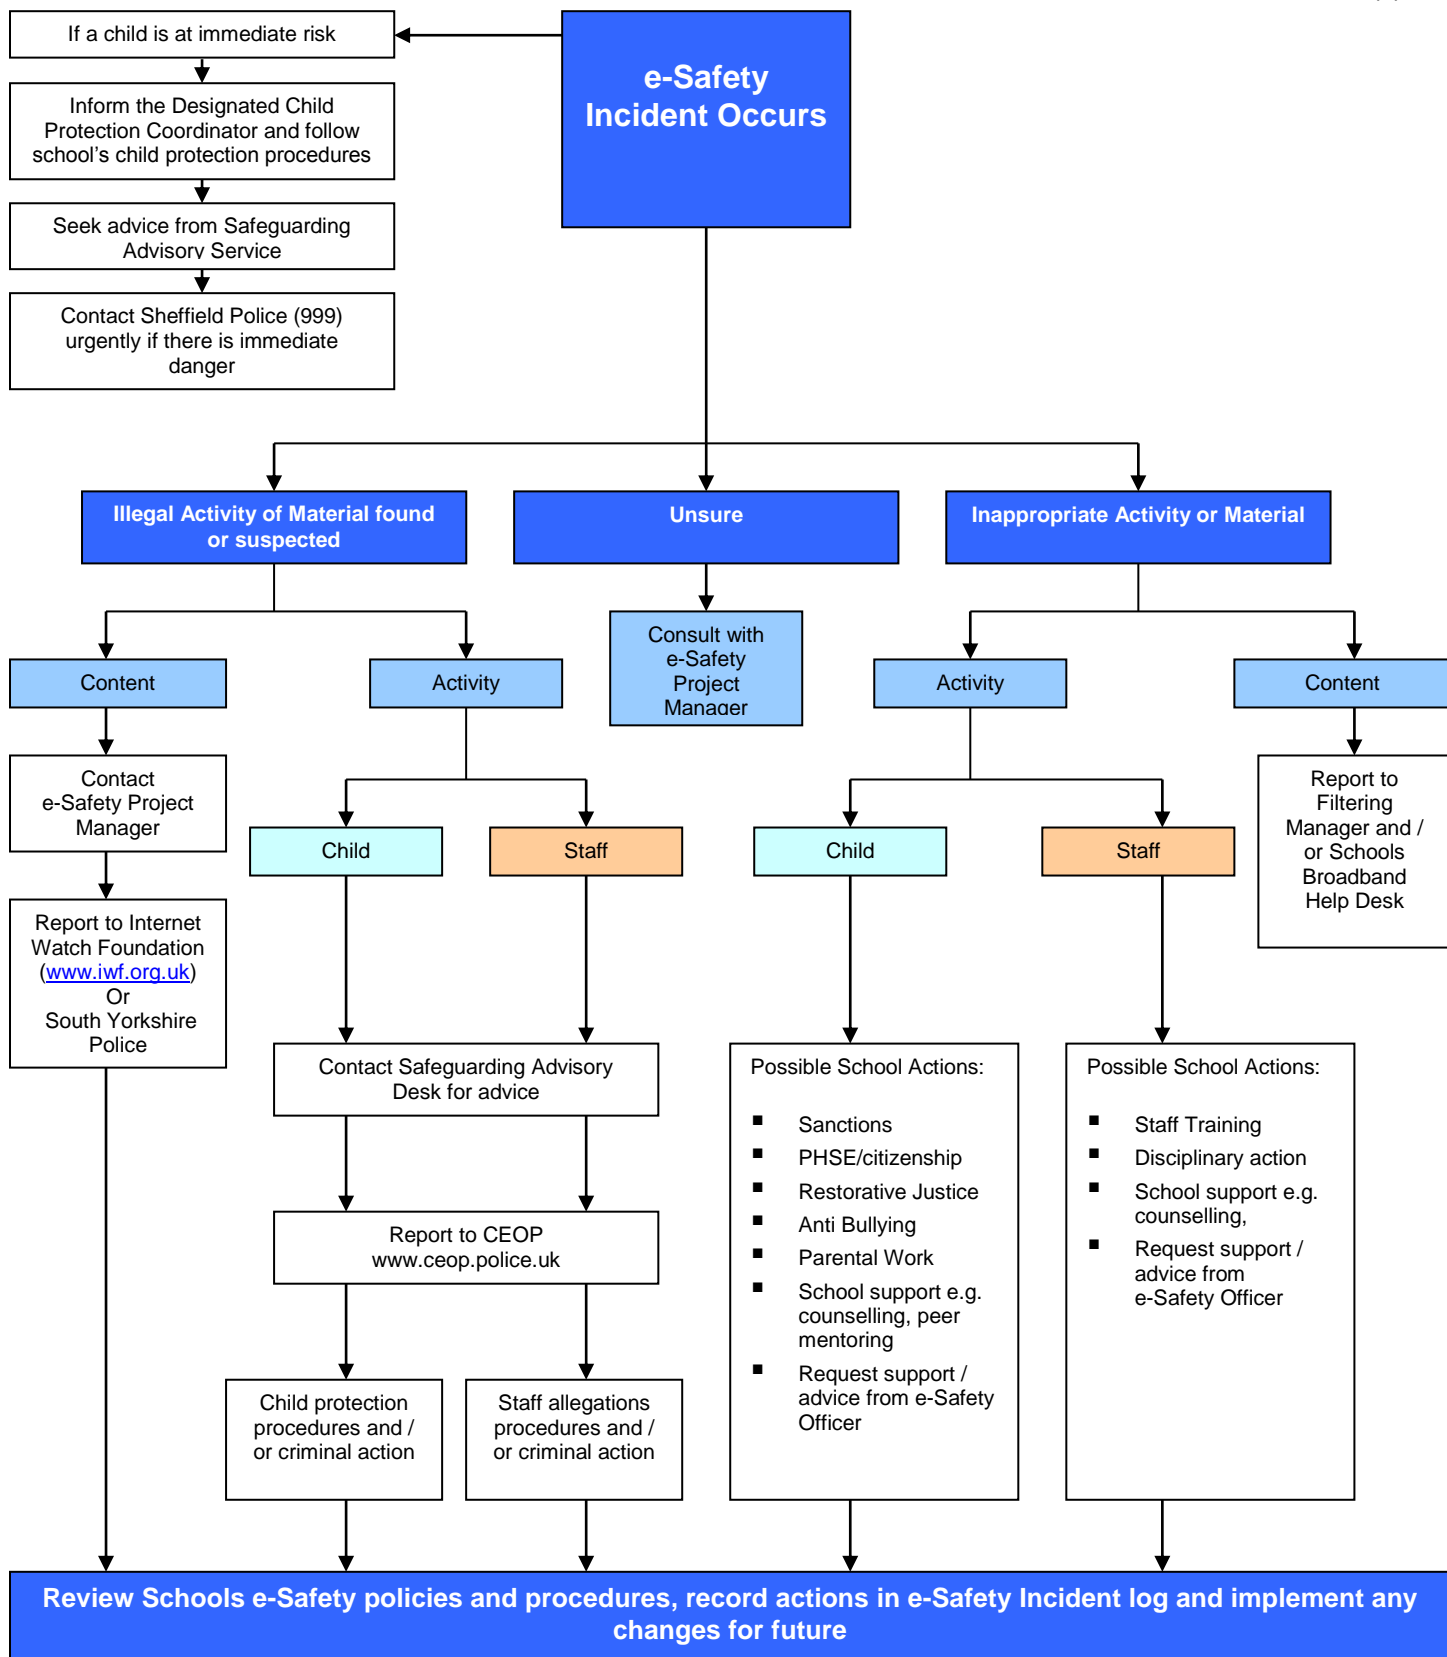 If a child is at immediate risk
e-Safety
Incident Occurs
Inform the Designated Child
Protection Coordinator and follow
school’s child protection procedures
Seek advice from Safeguarding
Advisory Service
Contact Sheffield Police (999)
urgently if there is immediate
danger
Illegal Activity of Material found
or suspected
Unsure
Inappropriate Activity or Material
Consult with
e-Safety
Project
Manager
Content
Activity
Activity
Content
Contact
e-Safety Project
Manager
Report to
Filtering
Manager and /
or Schools
Broadband
Help Desk
Child
Staff
Child
Staff
Report to Internet
Watch Foundation
(www.iwf.org.uk)
Or
South Yorkshire
Police
Contact Safeguarding Advisory
Desk for advice
Report to CEOP
www.ceop.police.uk
Child protection
procedures and /
or criminal action
Staff allegations
procedures and /
or criminal action
Possible School Actions:
▪ Sanctions
▪ PHSE/citizenship
▪ Restorative Justice
▪ Anti Bullying
▪ Parental Work
▪ School support e.g.
counselling, peer
mentoring
▪ Request support /
advice from e-Safety
Officer
Possible School Actions:
▪ Staff Training
▪ Disciplinary action
▪ School support e.g.
counselling,
▪ Request support /
advice from
e-Safety Officer
Review Schools e-Safety policies and procedures, record actions in e-Safety Incident log and implement any
changes for future